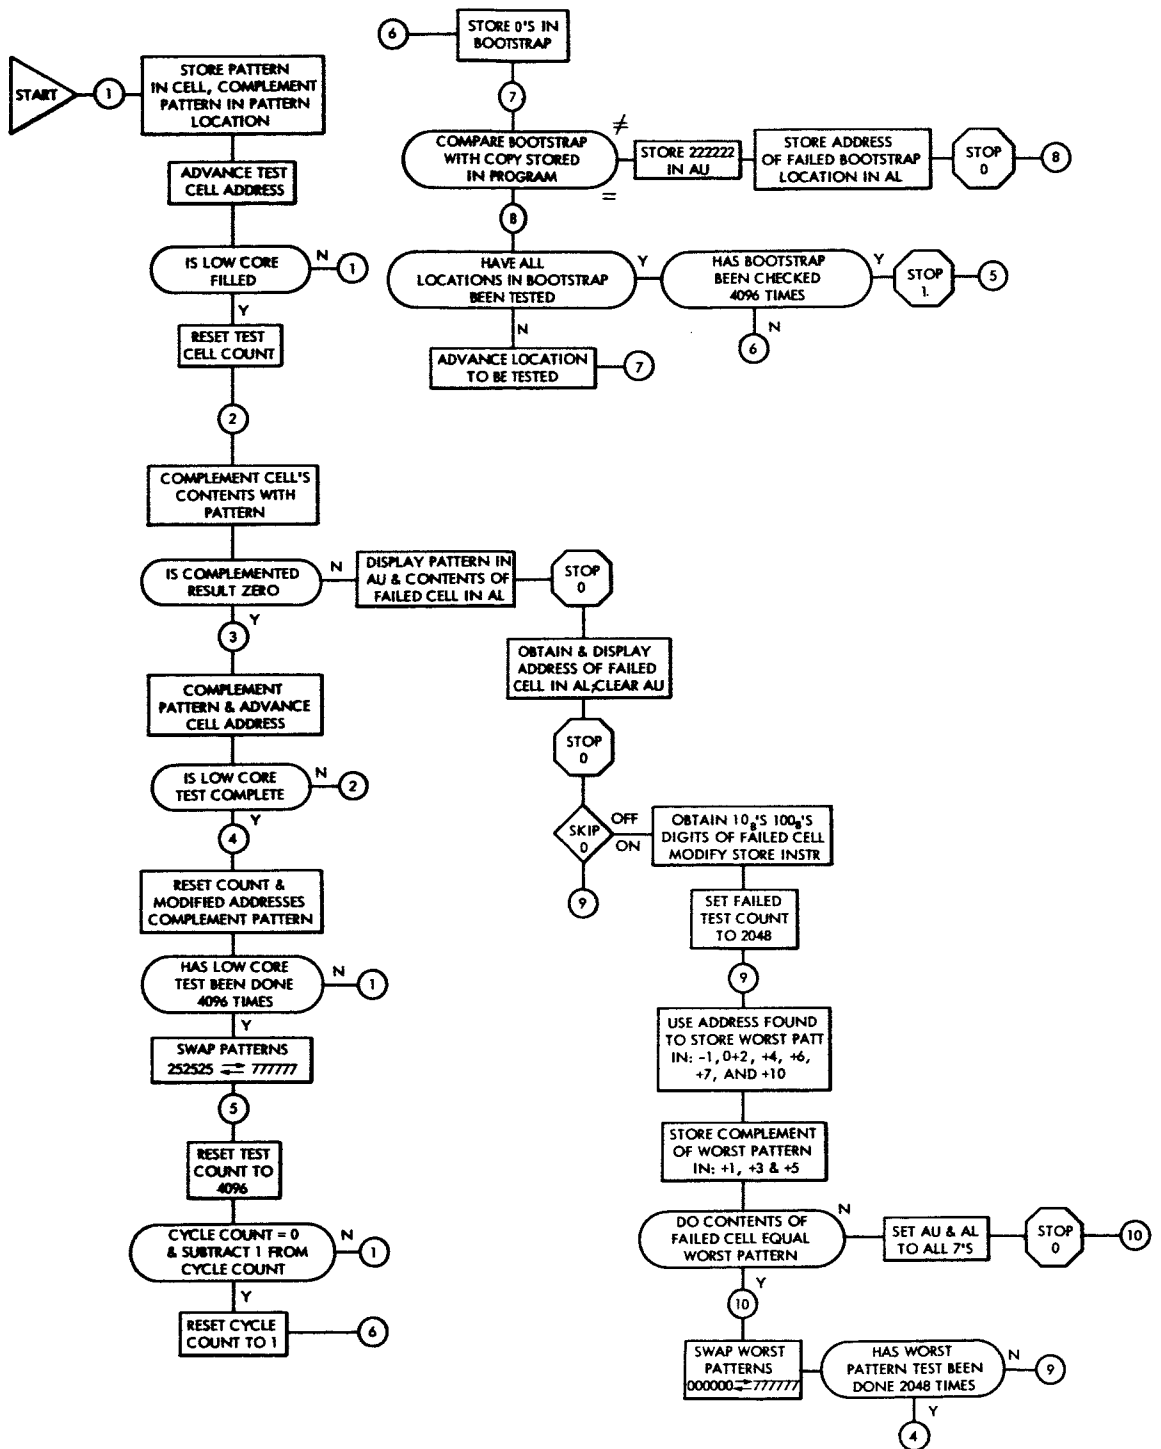 START
1
STORE PATTERN
IN CELL, COMPLEMENT
PATTERN IN PATTERN
LOCATION
ADVANCE TEST
CELL ADDRESS
IS LOW CORE
FILLED
N
1
Y
RESET TEST
CELL COUNT
2
COMPLEMENT CELL'S
CONTENTS WITH
PATTERN
IS COMPLEMENTED
RESULT ZERO
N
DISPLAY PATTERN IN
AU & CONTENTS OF
FAILED CELL IN AL
STOP
0
Y
3
COMPLEMENT
PATTERN & ADVANCE
CELL ADDRESS
IS LOW CORE
TEST COMPLETE
N
2
Y
4
RESET COUNT &
MODIFIED ADDRESSES
COMPLEMENT PATTERN
HAS LOW CORE
TEST BEEN DONE
4096 TIMES
N
1
Y
SWAP PATTERNS
252525 ⇌ 777777
5
RESET TEST
COUNT TO
4096
CYCLE COUNT = 0
& SUBTRACT 1 FROM
CYCLE COUNT
N
1
Y
RESET CYCLE
COUNT TO 1
6
6
STORE 0'S IN
BOOTSTRAP
7
COMPARE BOOTSTRAP
WITH COPY STORED
IN PROGRAM
≠
STORE 222222
IN AU
STORE ADDRESS
OF FAILED BOOTSTRAP
LOCATION IN AL
STOP
0
8
=
8
HAVE ALL
LOCATIONS IN BOOTSTRAP
BEEN TESTED
Y
HAS BOOTSTRAP
BEEN CHECKED
4096 TIMES
Y
STOP
1.
5
N
6
N
ADVANCE LOCATION
TO BE TESTED
7
OBTAIN & DISPLAY
ADDRESS OF FAILED
CELL IN AL;CLEAR AU
STOP
0
SKIP
0
OFF
ON
9
OBTAIN 10₈'S 100₈'S
DIGITS OF FAILED CELL
MODIFY STORE INSTR
SET FAILED
TEST COUNT
TO 2048
9
USE ADDRESS FOUND
TO STORE WORST PATT
IN: -1, 0+2, +4, +6,
+7, AND +10
STORE COMPLEMENT
OF WORST PATTERN
IN: +1, +3 & +5
DO CONTENTS OF
FAILED CELL EQUAL
WORST PATTERN
N
SET AU & AL
TO ALL 7'S
STOP
0
10
Y
10
SWAP WORST
PATTERNS
000000⇌777777
HAS WORST
PATTERN TEST BEEN
DONE 2048 TIMES
N
9
Y
4